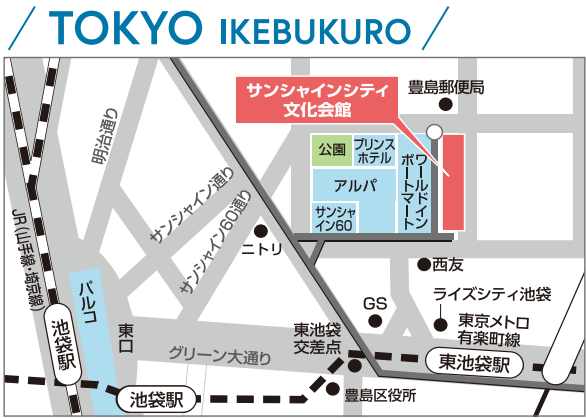 TOKYO IKEBUKURO
サンシャインシティ
文化会館
豊島郵便局
明治通り
公園
プリンス
ホテル
ワールドイン
ポートマート
アルパ
サンシャ
イン60
サンシャイン通り
サンシャイン60通り
ニトリ
JR(山手線・埼京線)
西友
パルコ
GS
ライズシティ池袋
東口
東池袋
交差点
東京メトロ
有楽町線
池袋駅
グリーン大通り
東池袋駅
池袋駅
豊島区役所